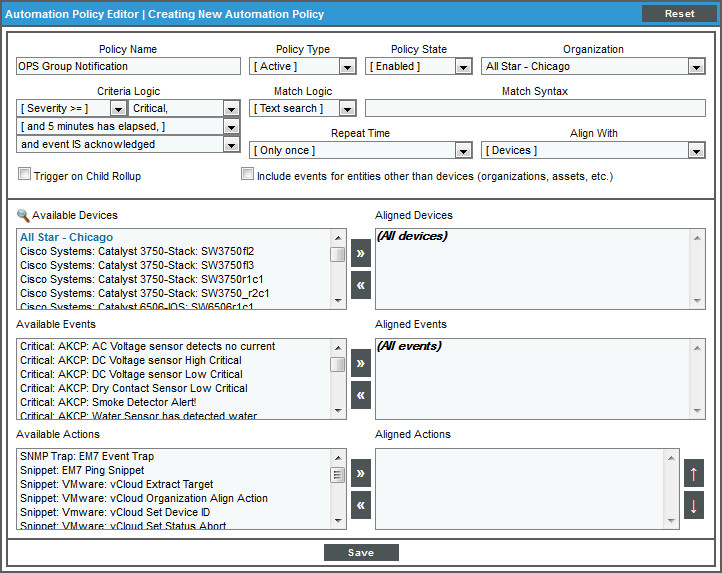 Automation Policy Editor | Creating New Automation Policy
Reset
Policy Name
Policy Type
Policy State
Organization
OPS Group Notification
[ Active ]
[ Enabled ]
All Star - Chicago
Criteria Logic
Match Logic
Match Syntax
[ Severity >= ]
Critical,
[ Text search ]
[ and 5 minutes has elapsed, ]
and event IS acknowledged
Repeat Time
Align With
[ Only once ]
[ Devices ]
Trigger on Child Rollup
Include events for entities other than devices (organizations, assets, etc.)
Available Devices
Aligned Devices
All Star - Chicago
Cisco Systems: Catalyst 3750-Stack: SW3750fl2
Cisco Systems: Catalyst 3750-Stack: SW3750fl3
Cisco Systems: Catalyst 3750-Stack: SW3750r1c1
Cisco Systems: Catalyst 3750-Stack: SW3750_r2c1
Cisco Systems: Catalyst 6506-IOS: SW6506r1c1
(All devices)
»
«
Available Events
Aligned Events
Critical: AKCP: AC Voltage sensor detects no current
Critical: AKCP: DC Voltage sensor High Critical
Critical: AKCP: DC Voltage sensor Low Critical
Critical: AKCP: Dry Contact Sensor Low Critical
Critical: AKCP: Smoke Detector Alert!
Critical: AKCP: Water Sensor has detected water
(All events)
»
«
Available Actions
Aligned Actions
SNMP Trap: EM7 Event Trap
Snippet: EM7 Ping Snippet
Snippet: VMware: vCloud Extract Target
Snippet: VMware: vCloud Organization Align Action
Snippet: Vmware: vCloud Set Device ID
Snippet: VMware: vCloud Set Status Abort
»
«
↑
↓
Save